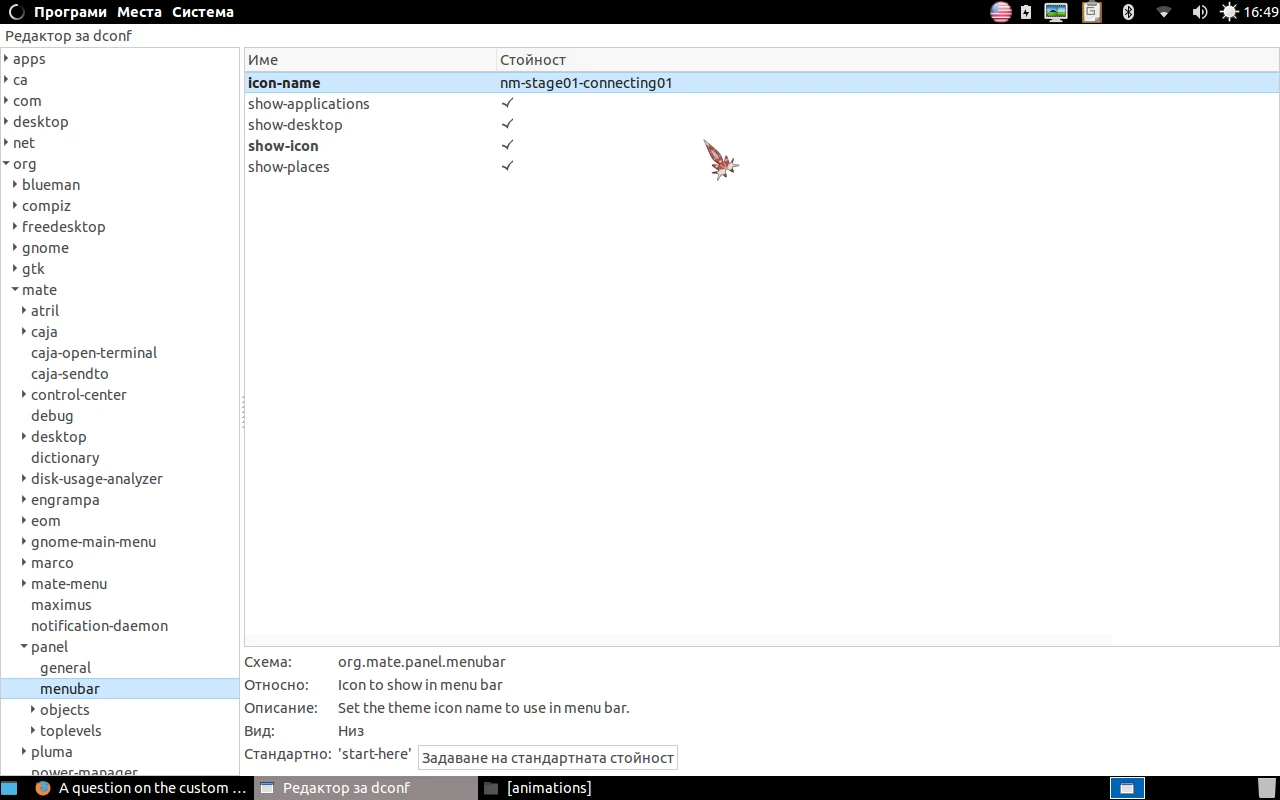 Програми Места Система 16:49
Редактор за dconf
apps
ca
com
desktop
net
org
blueman
compiz
freedesktop
gnome
gtk
mate
atril
caja
caja-open-terminal
caja-sendto
control-center
debug
desktop
dictionary
disk-usage-analyzer
engrampa
eom
gnome-main-menu
marco
mate-menu
maximus
notification-daemon
panel
general
menubar
objects
toplevels
pluma
power-manager
Име Стойност
icon-name nm-stage01-connecting01
show-applications
show-desktop
show-icon
show-places
Схема: org.mate.panel.menubar
Относно: Icon to show in menu bar
Описание: Set the theme icon name to use in menu bar.
Вид: Низ
Стандартно: 'start-here' Задаване на стандартната стойност
A question on the custom ... Редактор за dconf [animations]